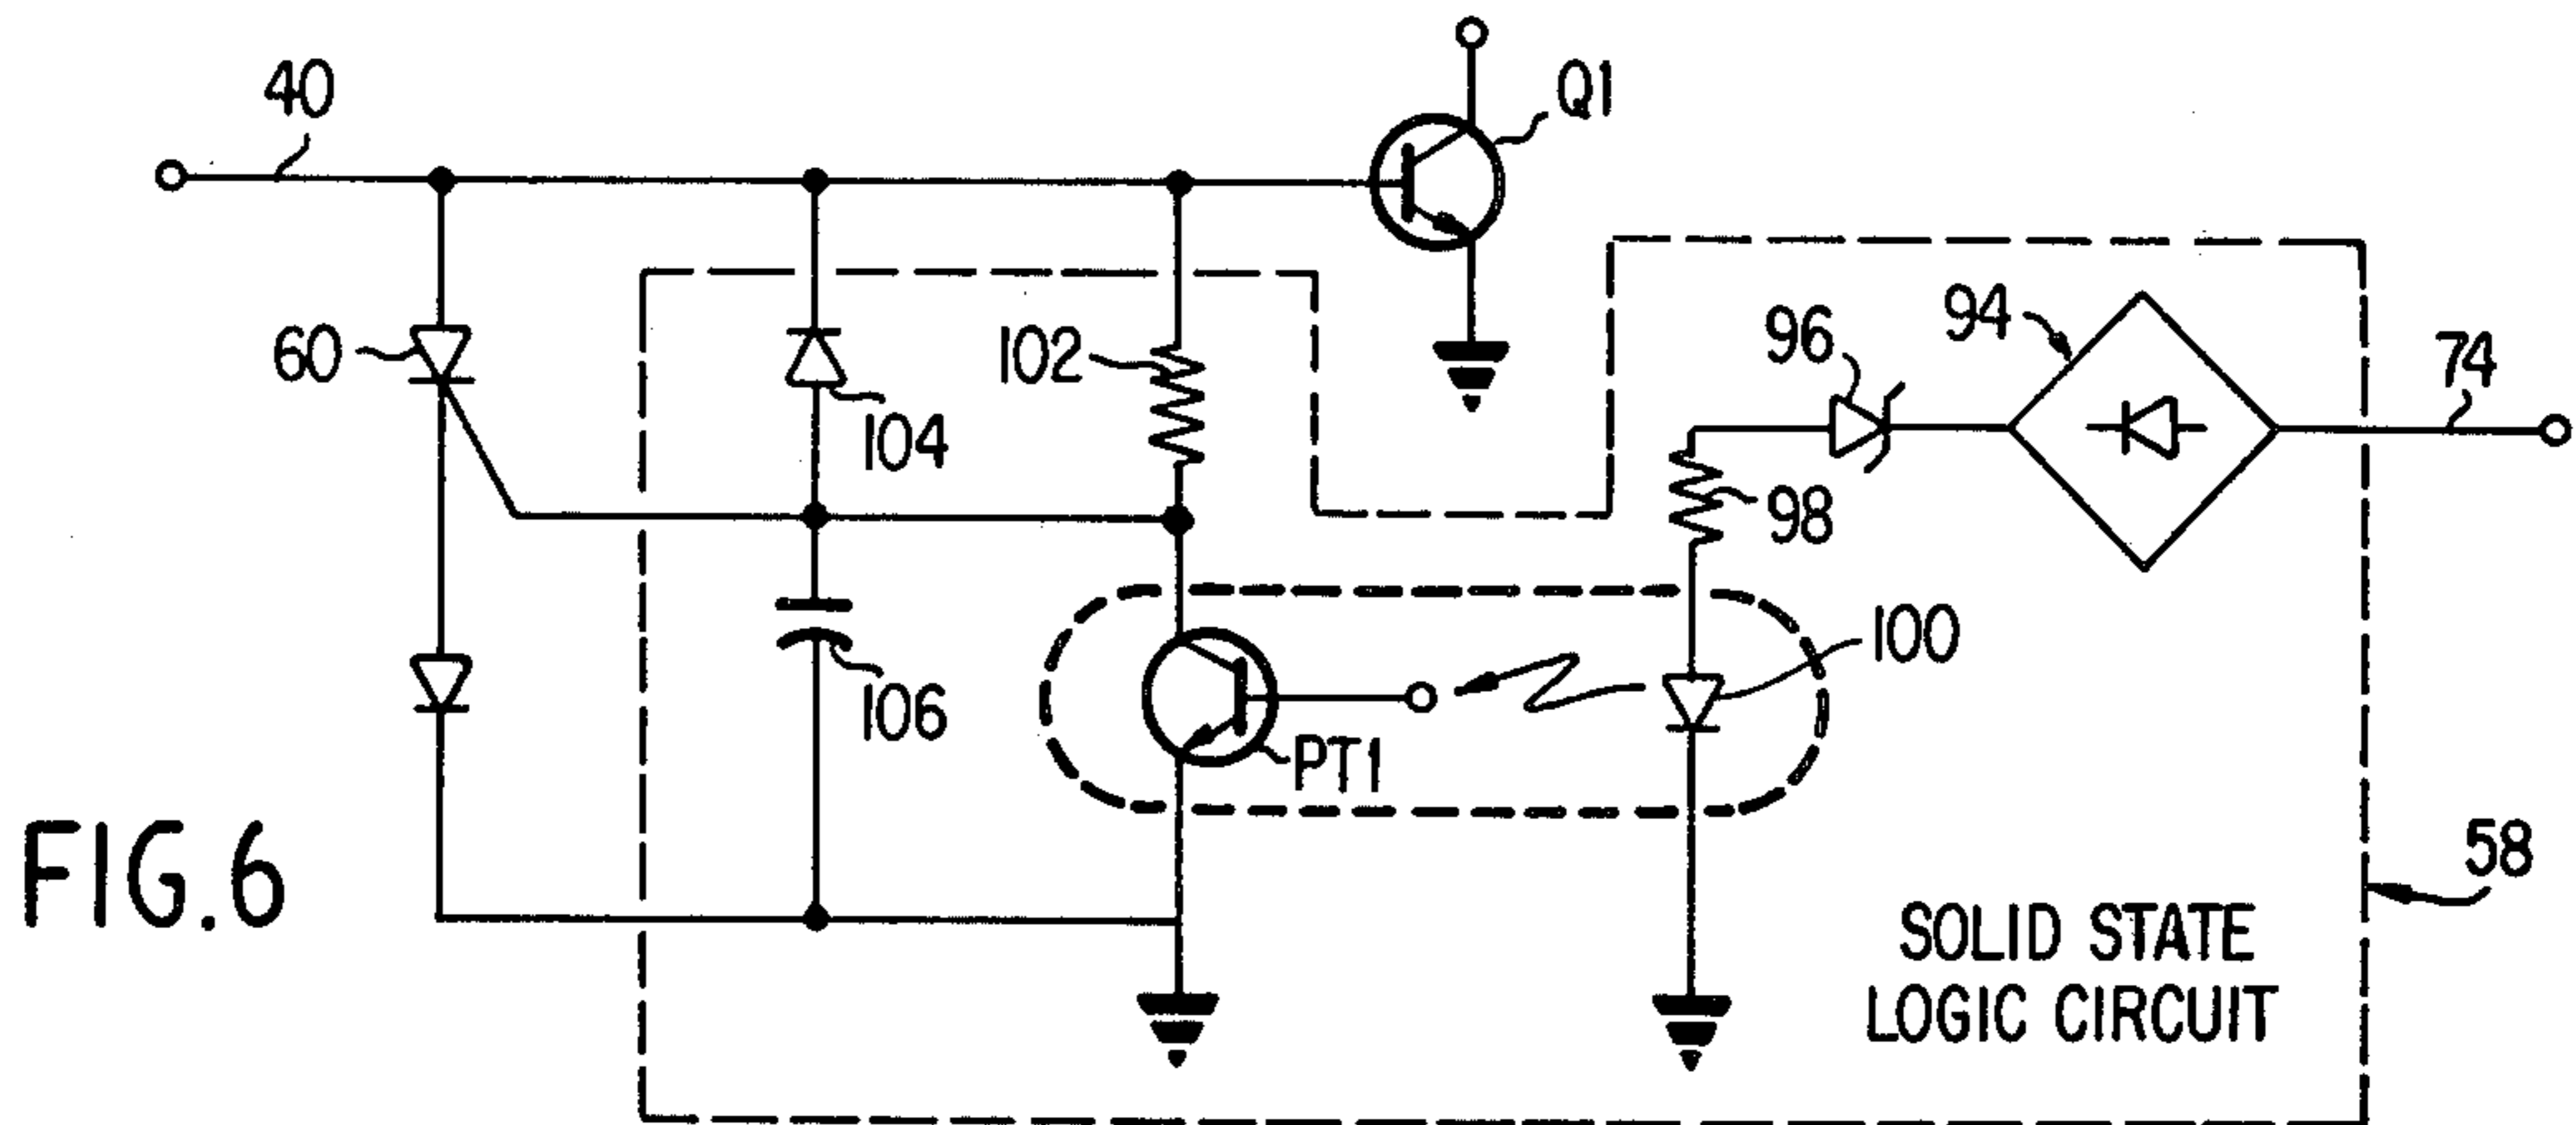 40
Q1
60
104
102
96
94
74
98
106
PT1
100
58
FIG.6
SOLID STATE
LOGIC CIRCUIT